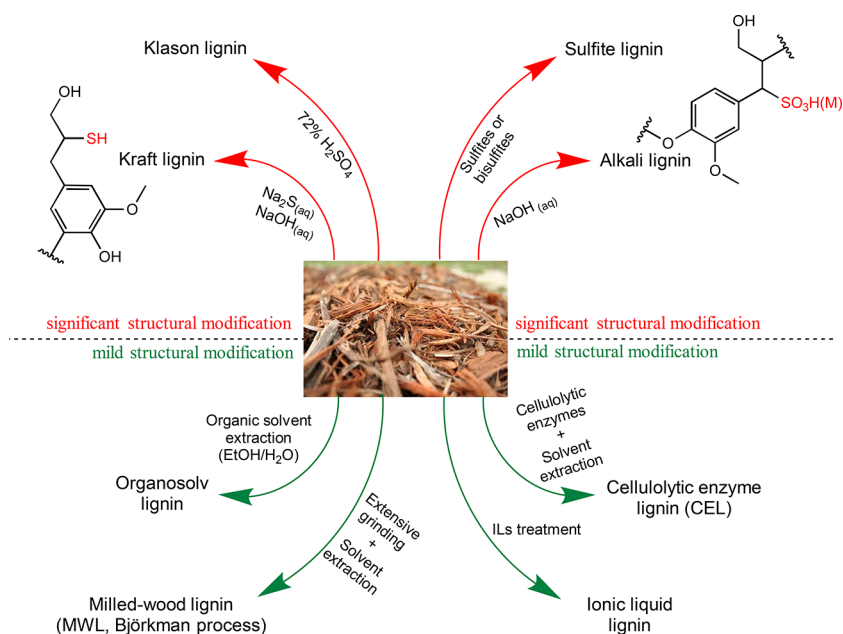 Klason lignin
72% H₂SO₄
Sulfite lignin
Sulfites or
bisulfites
OH
SO₃H(M)
O
O
HO
SH
O
OH
Kraft lignin
Na₂S(aq)
NaOH(aq)
Alkali lignin
NaOH (aq)
significant structural modification
significant structural modification
mild structural modification
mild structural modification
Organic solvent
extraction
(EtOH/H₂O)
Organosolv
lignin
Extensive
grinding
+
Solvent
extraction
Milled-wood lignin
(MWL, Björkman process)
Cellulolytic
enzymes
+
Solvent
extraction
Cellulolytic enzyme
lignin (CEL)
ILs treatment
Ionic liquid
lignin